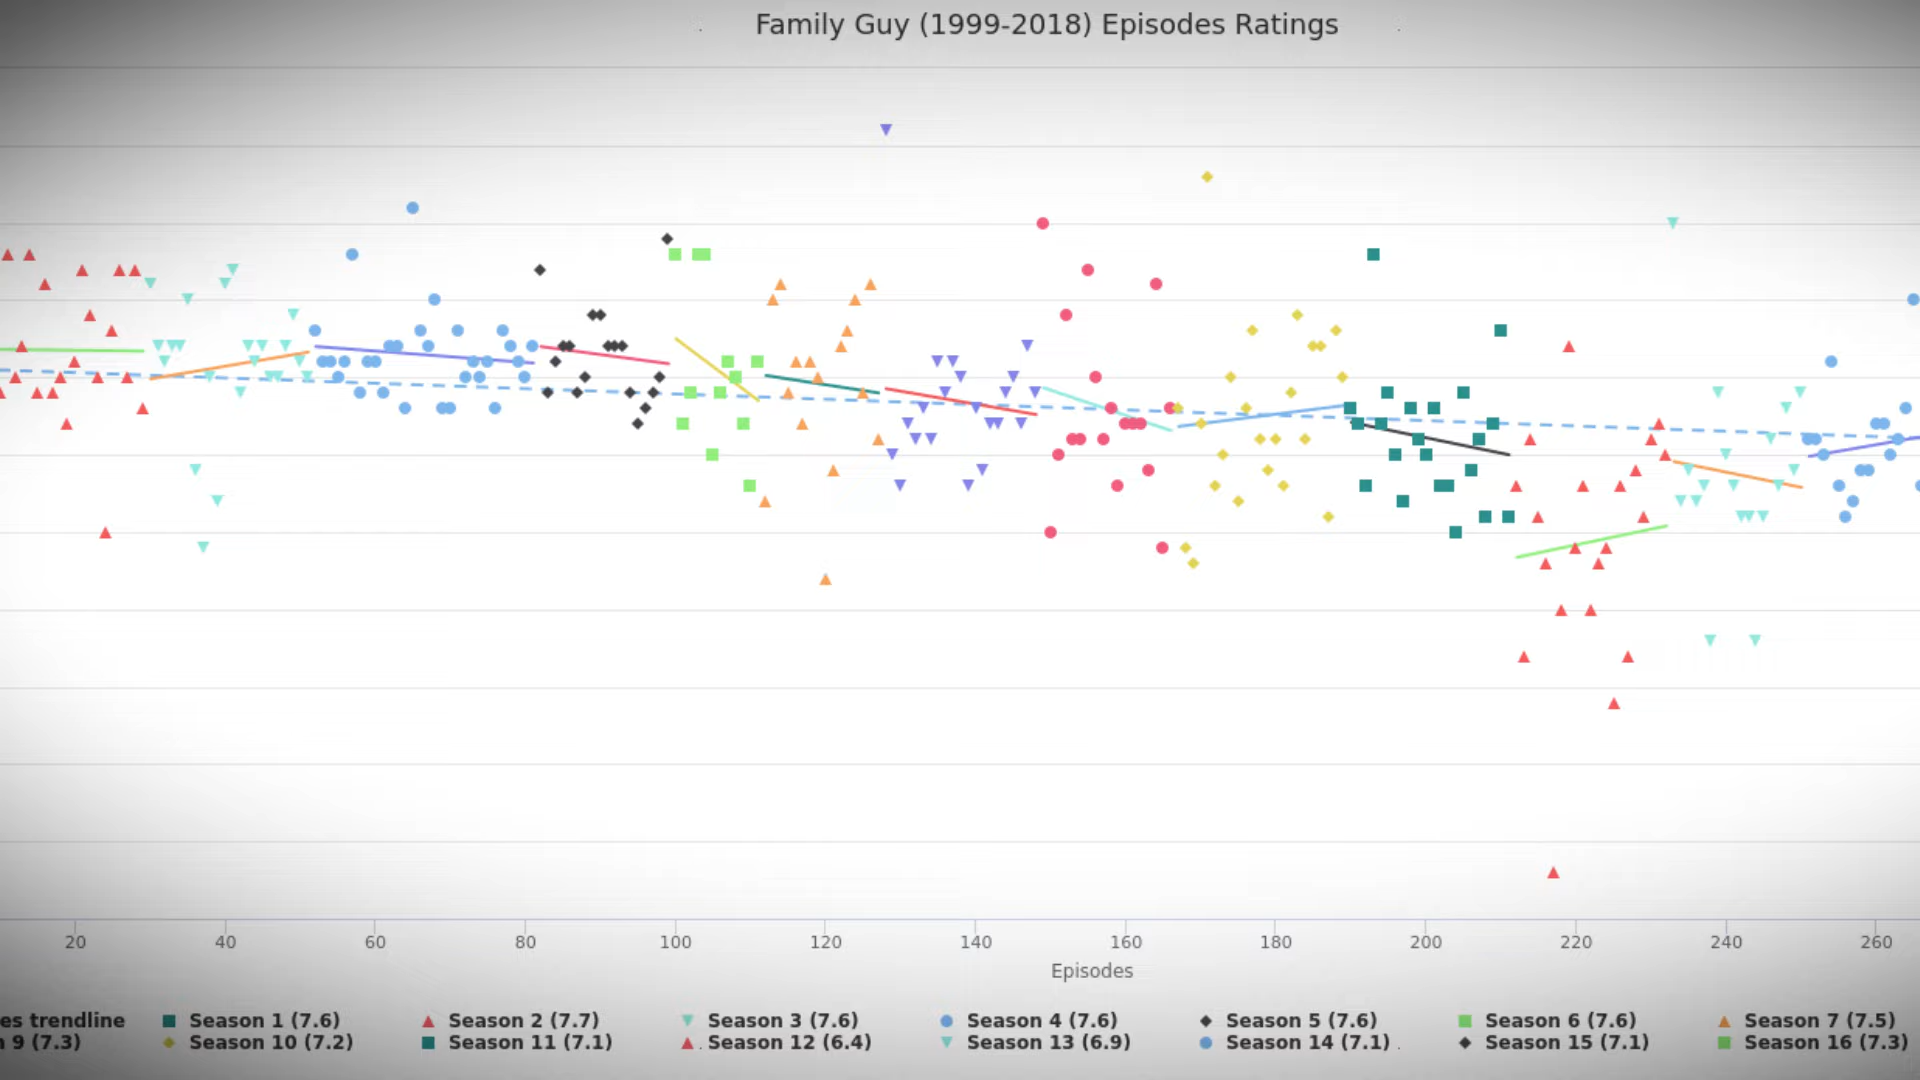 Family Guy (1999-2018) Episodes Ratings
20 40 60 80 100 120 140 160 180 200 220 240 260
Episodes
es trendline Season 1 (7.6) Season 2 (7.7) Season 3 (7.6) Season 4 (7.6) Season 5 (7.6) Season 6 (7.6) Season 7 (7.5)
n 9 (7.3) Season 10 (7.2) Season 11 (7.1) Season 12 (6.4) Season 13 (6.9) Season 14 (7.1) Season 15 (7.1) Season 16 (7.3)